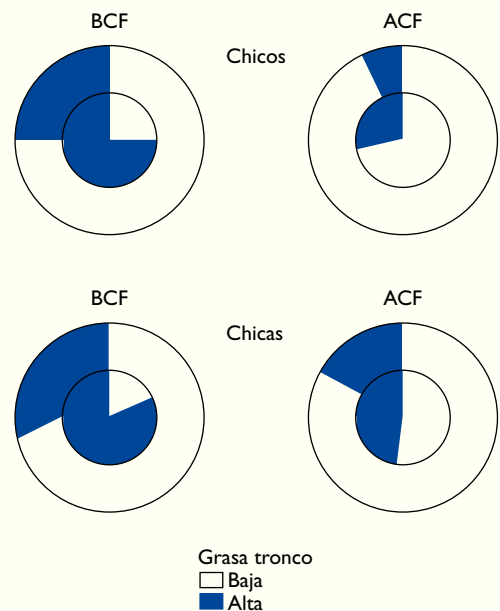 BCF
ACF
Chicos
BCF
ACF
Chicas
Grasa tronco
Baja
Alta